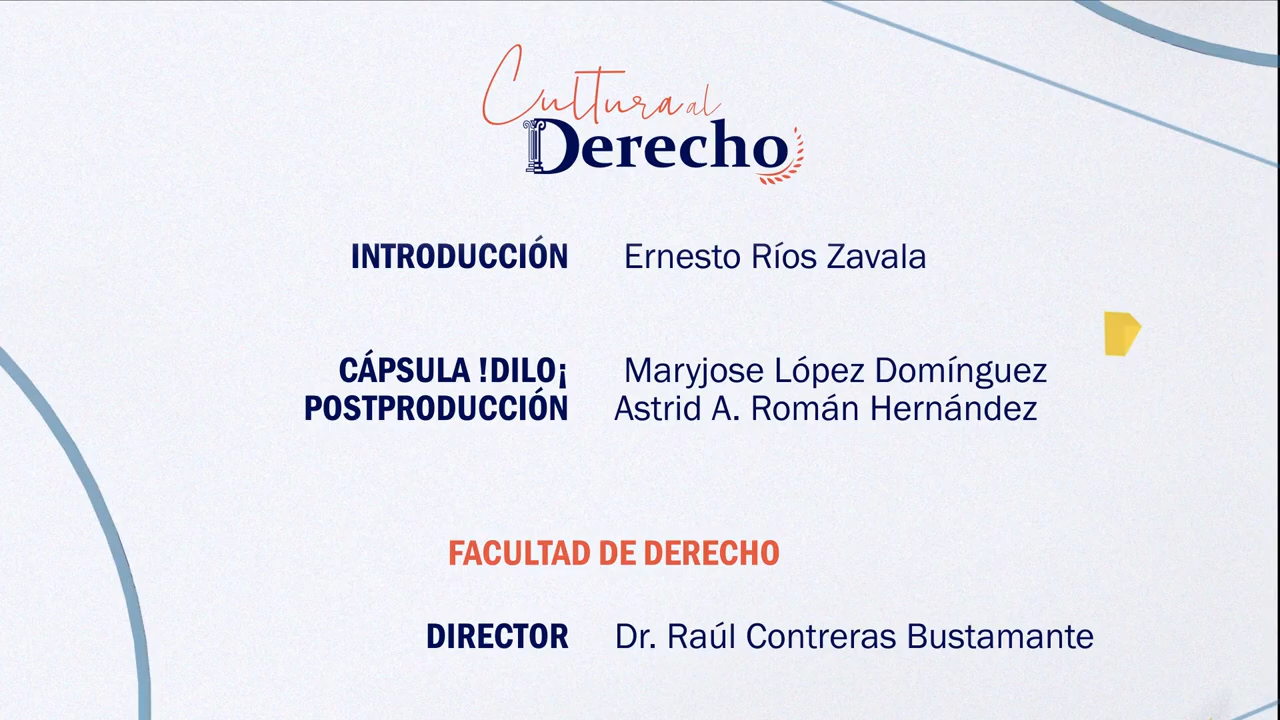 Cultura al
Derecho
INTRODUCCIÓN Ernesto Ríos Zavala
CÁPSULA !DILO¡ Maryjose López Domínguez
POSTPRODUCCIÓN Astrid A. Román Hernández
FACULTAD DE DERECHO
DIRECTOR Dr. Raúl Contreras Bustamante